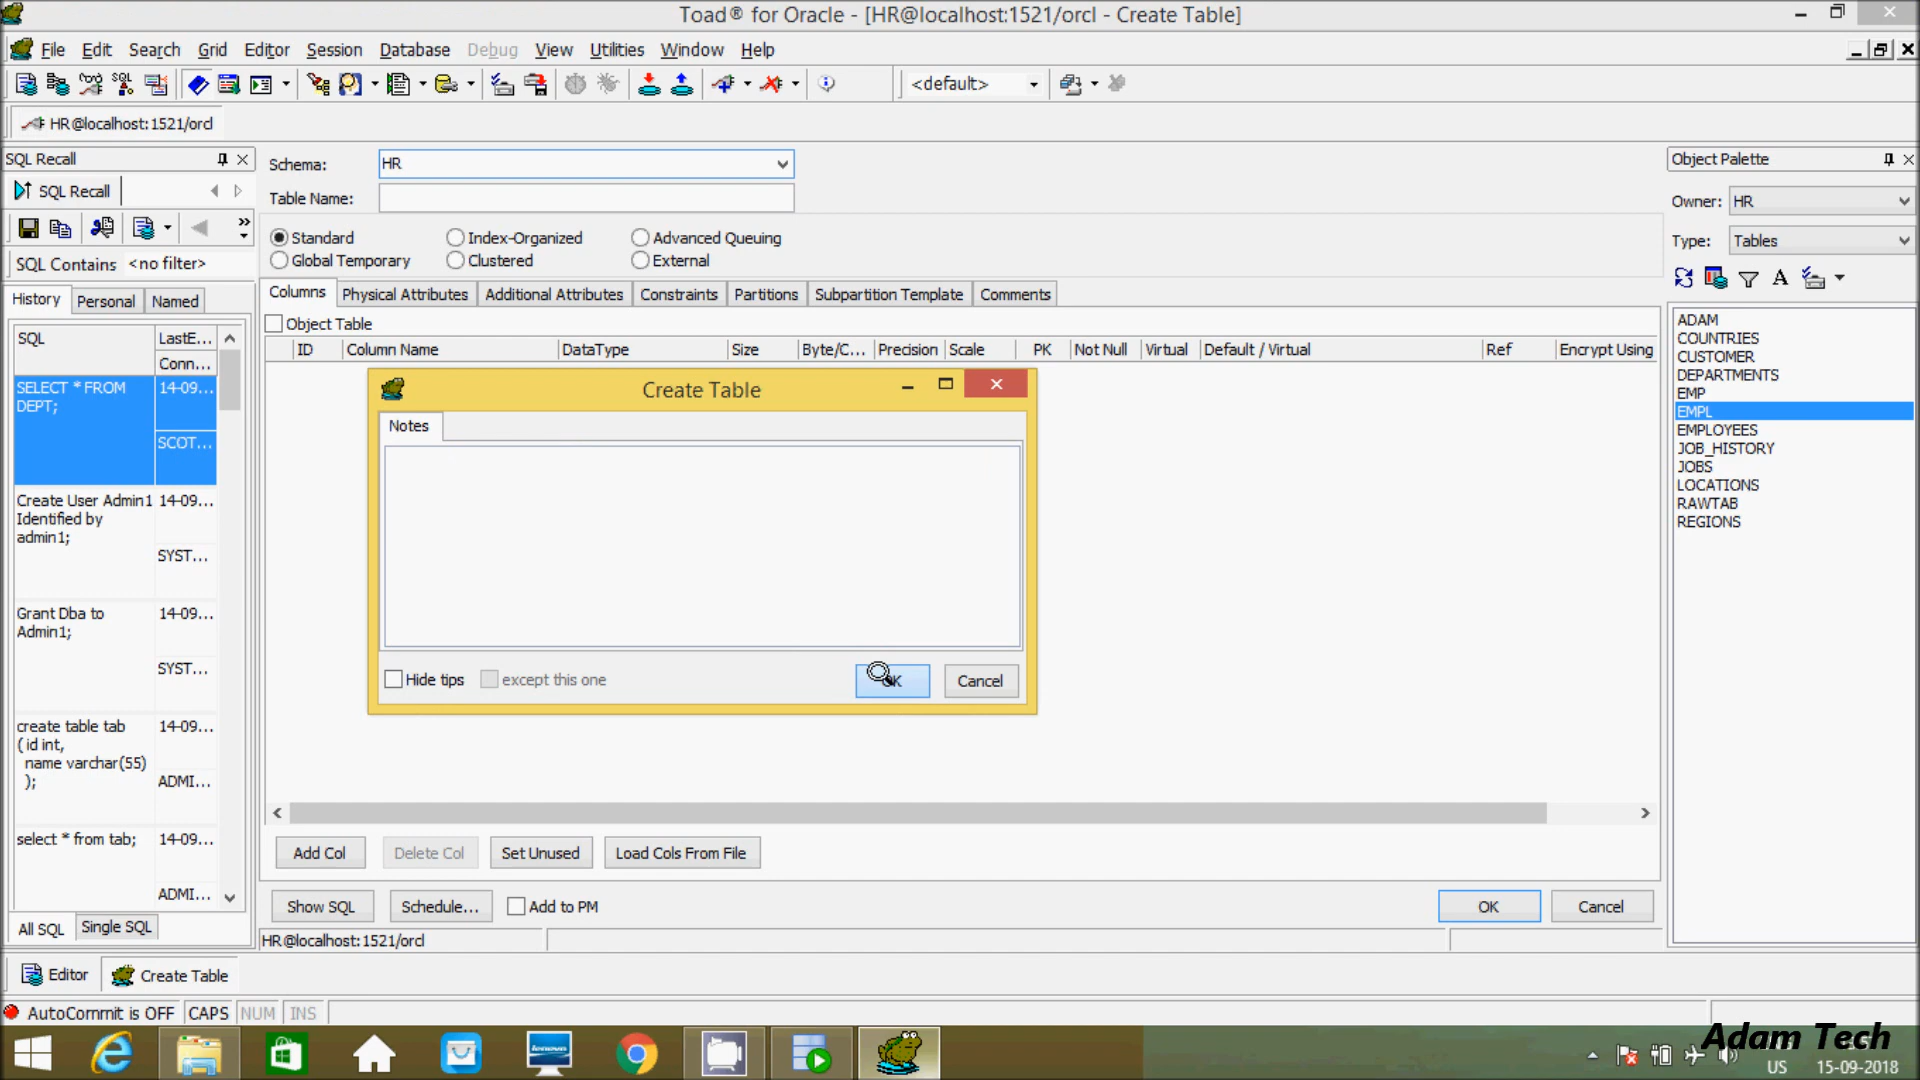 Toad® for Oracle - [HR@localhost:1521/orcl - Create Table]
File Edit Search Grid Editor Session Database Debug View Utilities Window Help
SQL
<default>
HR@localhost:1521/orcl
SQL Recall
SQL Recall
SQL Contains <no filter>
History Personal Named
SQL LastE...
Conn...
SELECT * FROM 14-09...
DEPT;
SCOT...
Create User Admin1 14-09...
Identified by
admin1;
SYST...
Grant Dba to 14-09...
Admin1;
SYST...
create table tab 14-09...
( id int,
name varchar(55)
); ADMI...
select * from tab; 14-09...
ADMI...
All SQL Single SQL
Schema: HR
Table Name:
Standard Index-Organized Advanced Queuing
Global Temporary Clustered External
Columns Physical Attributes Additional Attributes Constraints Partitions Subpartition Template Comments
Object Table
ID Column Name DataType Size Byte/C... Precision Scale PK Not Null Virtual Default / Virtual Ref Encrypt Using
Create Table
Notes
Hide tips except this one OK Cancel
Add Col Delete Col Set Unused Load Cols From File
Show SQL Schedule... Add to PM OK Cancel
HR@localhost:1521/orcl
Object Palette
Owner: HR
Type: Tables
A
ADAM
COUNTRIES
CUSTOMER
DEPARTMENTS
EMP
EMPL
EMPLOYEES
JOB_HISTORY
JOBS
LOCATIONS
RAWTAB
REGIONS
Editor Create Table
AutoCommit is OFF CAPS NUM INS
Adam Tech
US 15-09-2018